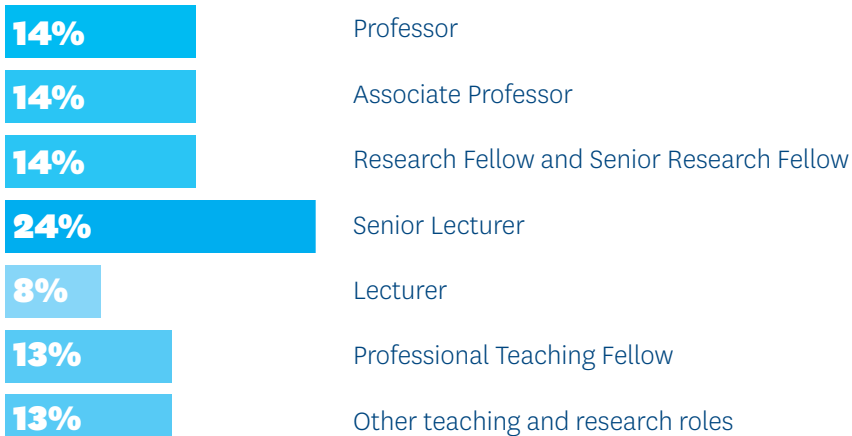 14% Professor
14% Associate Professor
14% Research Fellow and Senior Research Fellow
24% Senior Lecturer
8% Lecturer
13% Professional Teaching Fellow
13% Other teaching and research roles